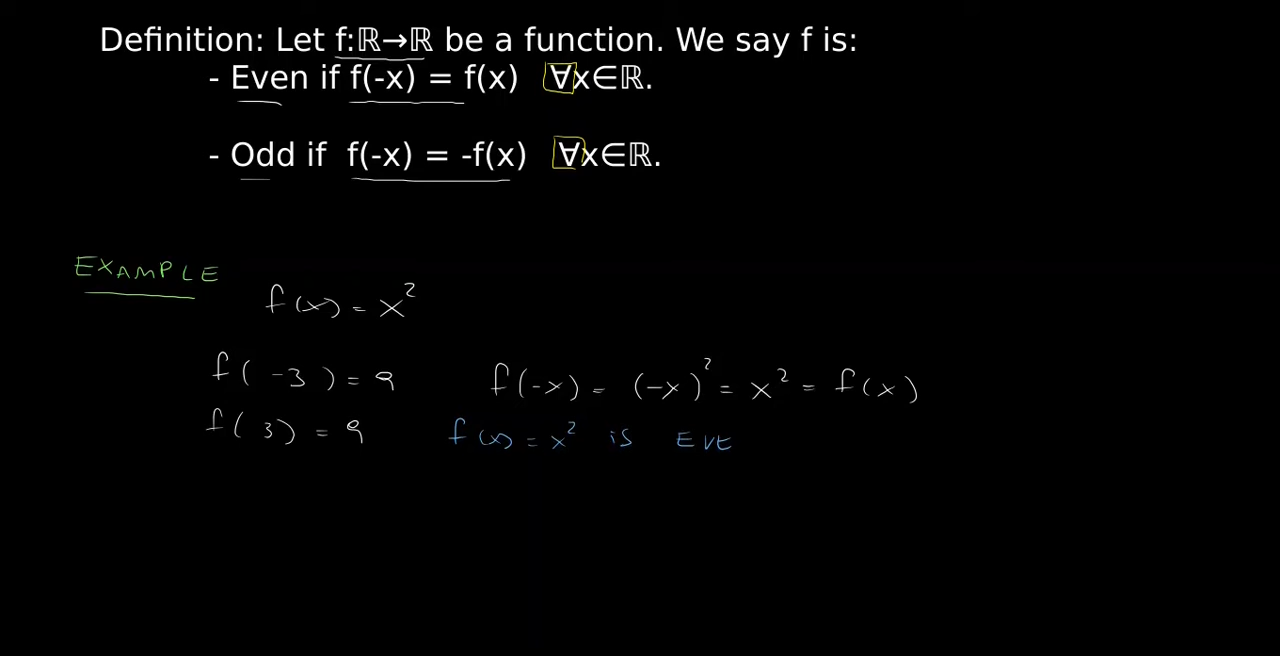 Definition: Let f:ℝ→ℝ be a function. We say f is:
- Even if f(-x) = f(x) ∀x∈ℝ.
- Odd if f(-x) = -f(x) ∀x∈ℝ.
EXAMPLE
f(x) = x²
f( -3 ) = 9
f( 3) = 9
f(-x) = (-x)² = x² = f(x)
f(x) = x² is EVE